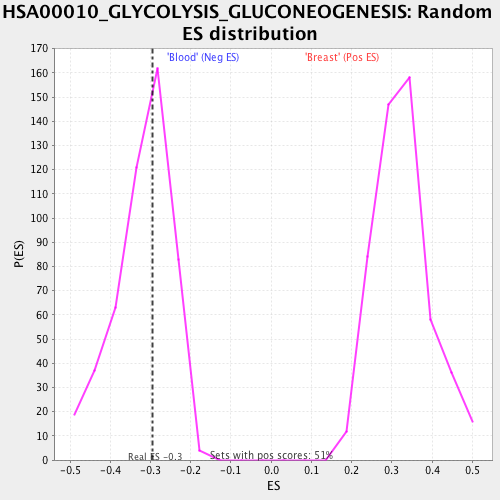 HSA00010_GLYCOLYSIS_GLUCONEOGENESIS: Random
ES distribution
'Blood' (Neg ES)
'Breast' (Pos ES)
170
160
150
140
130
120
110
100
90
80
70
60
50
40
30
20
10
0
P(ES)
Real ES -0.3
Sets with pos scores: 51%
-0.5 -0.4 -0.3 -0.2 -0.1 0.0 0.1 0.2 0.3 0.4 0.5
ES